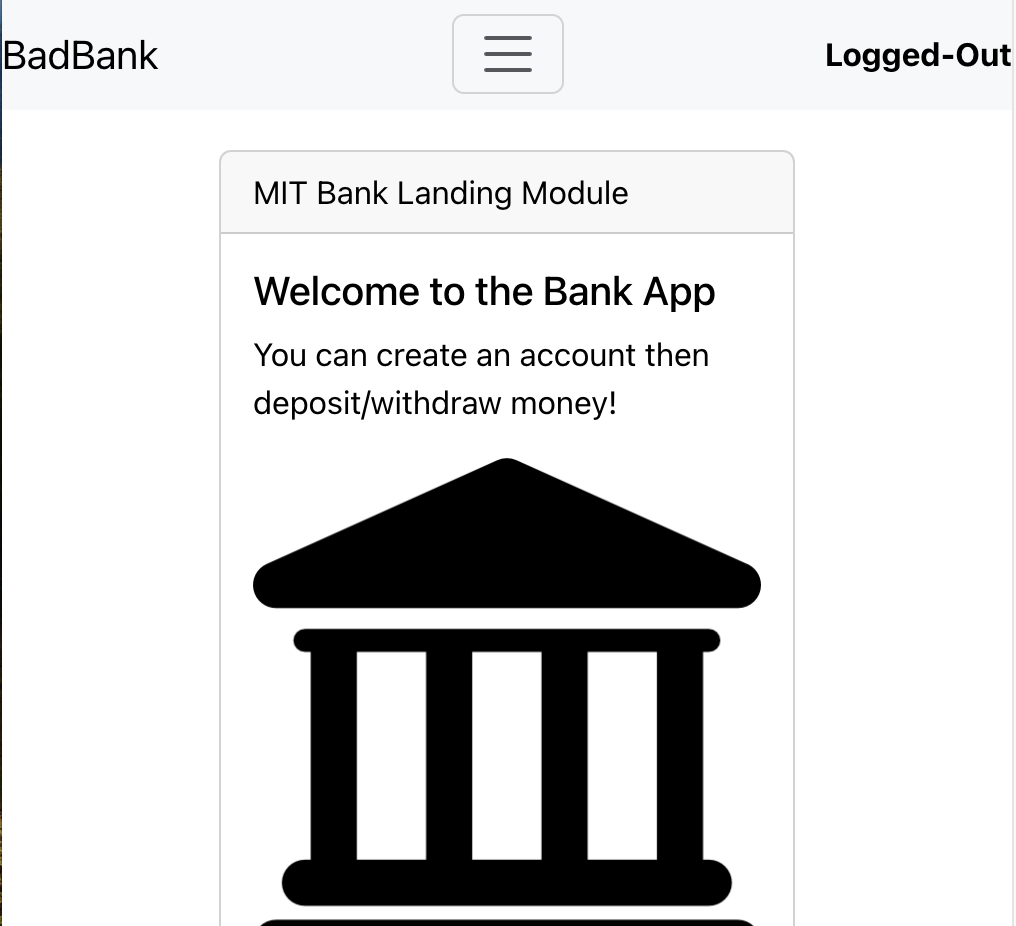 BadBank
Logged-Out
MIT Bank Landing Module
Welcome to the Bank App
You can create an account then
deposit/withdraw money!